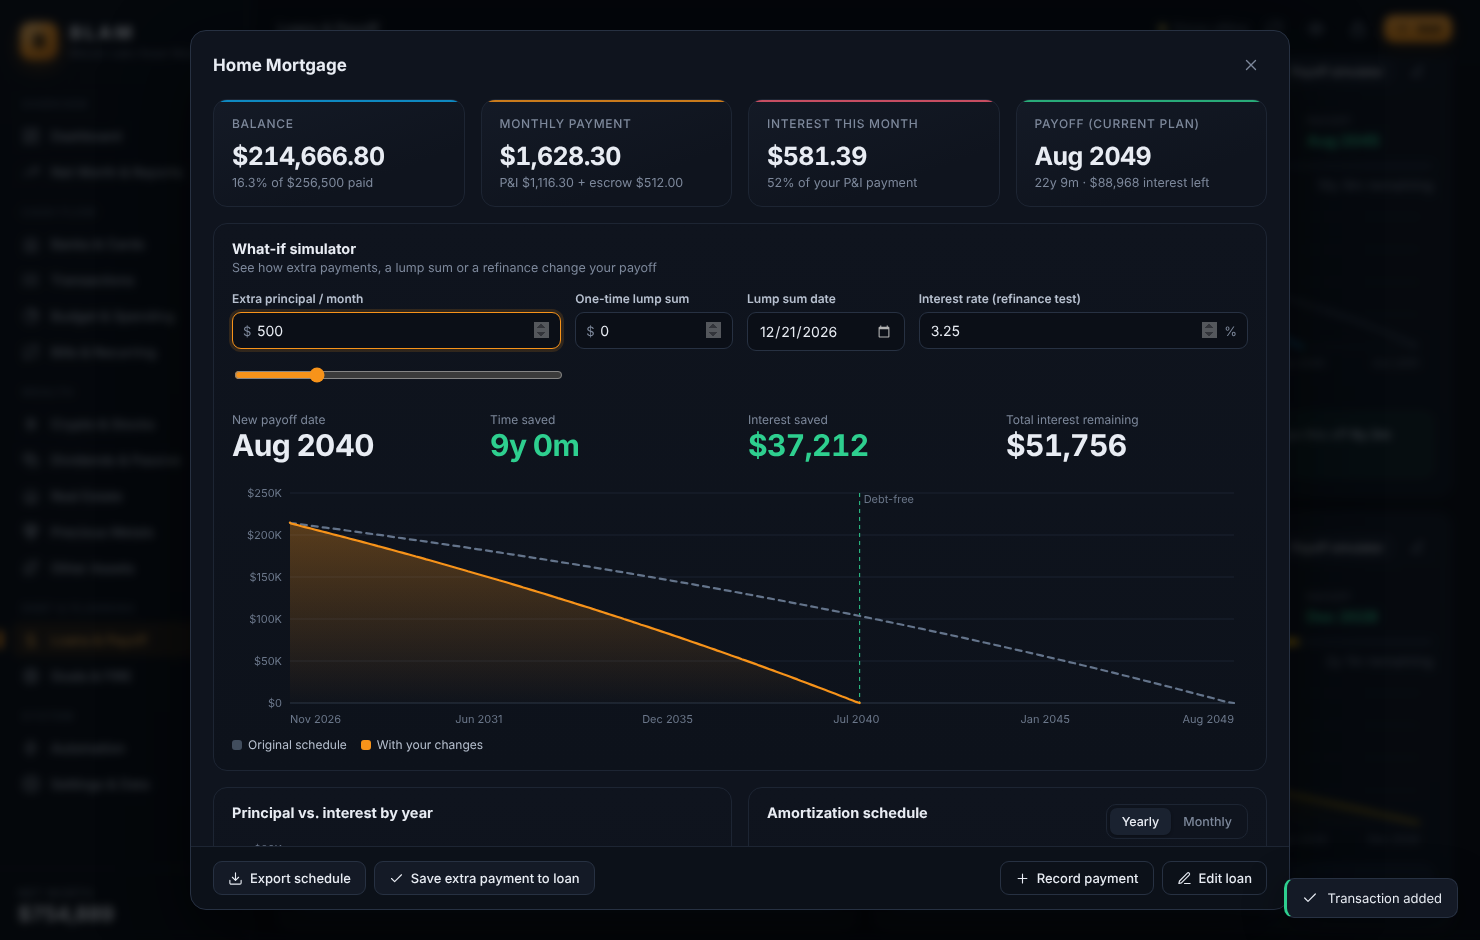 Home Mortgage
BALANCE
$214,666.80
16.3% of $256,500 paid
MONTHLY PAYMENT
$1,628.30
P&I $1,116.30 + escrow $512.00
INTEREST THIS MONTH
$581.39
52% of your P&I payment
PAYOFF (CURRENT PLAN)
Aug 2049
22y 9m · $88,968 interest left
What-if simulator
See how extra payments, a lump sum or a refinance change your payoff
Extra principal / month
$ 500
One-time lump sum
$ 0
Lump sum date
12/21/2026
Interest rate (refinance test)
3.25 %
New payoff date
Aug 2040
Time saved
9y 0m
Interest saved
$37,212
Total interest remaining
$51,756
$250K
$200K
$150K
$100K
$50K
$0
Debt-free
Nov 2026 Jun 2031 Dec 2035 Jul 2040 Jan 2045 Aug 2049
Original schedule With your changes
Principal vs. interest by year
Amortization schedule
Yearly Monthly
Export schedule
Save extra payment to loan
Record payment
Edit loan
Transaction added